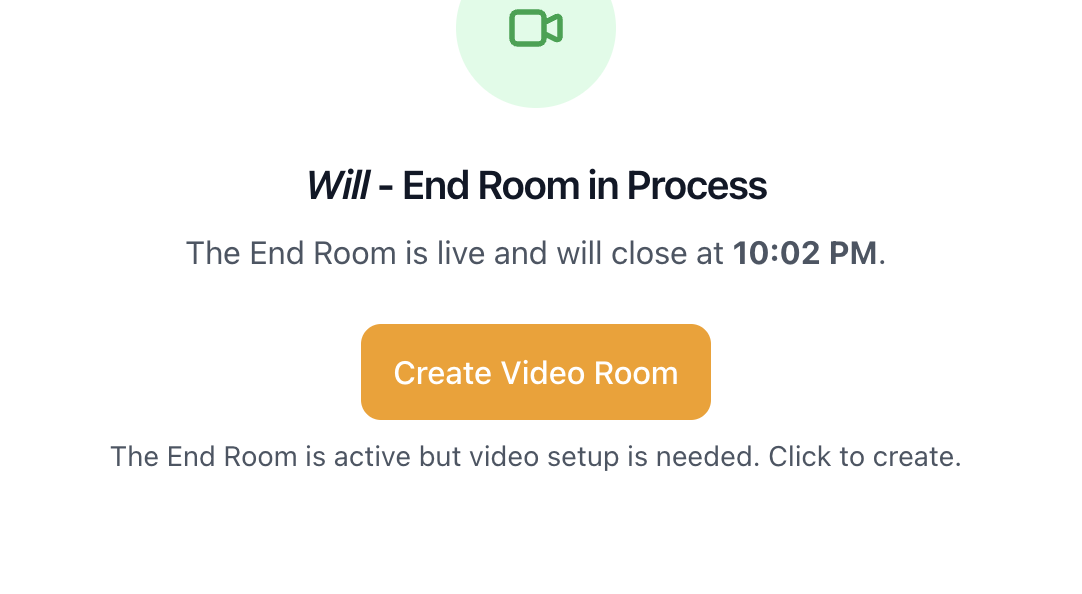 Will - End Room in Process
The End Room is live and will close at 10:02 PM.
Create Video Room
The End Room is active but video setup is needed. Click to create.